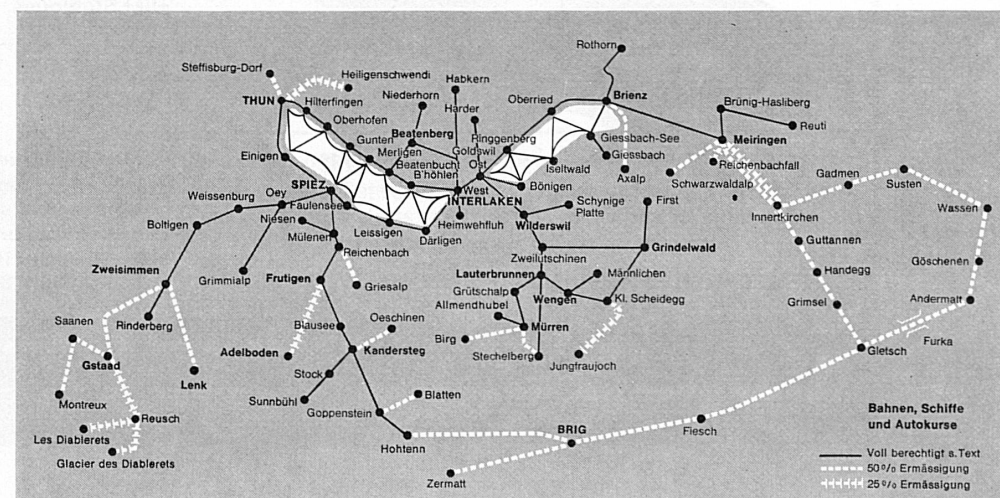 Rothorn
Steffisburg-Dorf
Heiligenschwendi
Habkern
Niederhorn
THUN
Hilterfingen
Harder
Oberried
Brienz
Brünig-Hasliberg
Oberhofen
Beatenberg
Reuti
Gunten
Goldswil
Ringgenberg
Giessbach-See
Meiringen
Merligen
Giessbach
Einigen
Beatenbucht
Ost
Iseltwald
Reichenbachfall
B'höhlen
Axalp
Schwarzwaldalp
Gadmen
Susten
SPIEZ
West
Bönigen
Weissenburg
Oey
Faulensee
INTERLAKEN
Schynige
Platte
First
Wassen
Niesen
Heimwehfluh
Innertkirchen
Boltigen
Leissigen
Wilderswil
Mülenen
Därligen
Guttannen
Reichenbach
Zweilütschinen
Grindelwald
Göschenen
Zweisimmen
Frutigen
Lauterbrunnen
Männlichen
Handegg
Grimmialp
Griesalp
Grütschalp
Wengen
Kl. Scheidegg
Allmendhubel
Grimsel
Andermatt
Saanen
Rinderberg
Blausee
Oeschinen
Mürren
Birg
Furka
Adelboden
Kandersteg
Stechelberg
Jungfraujoch
Gletsch
Gstaad
Lenk
Stock
Montreux
Sunnbühl
Blatten
Goppenstein
Reusch
Bahnen, Schiffe
und Autokurse
Les Diablerets
BRIG
Fiesch
Hohtenn
Glacier des Diablerets
Voll berechtigt s. Text
50% Ermässigung
Zermatt
25% Ermässigung